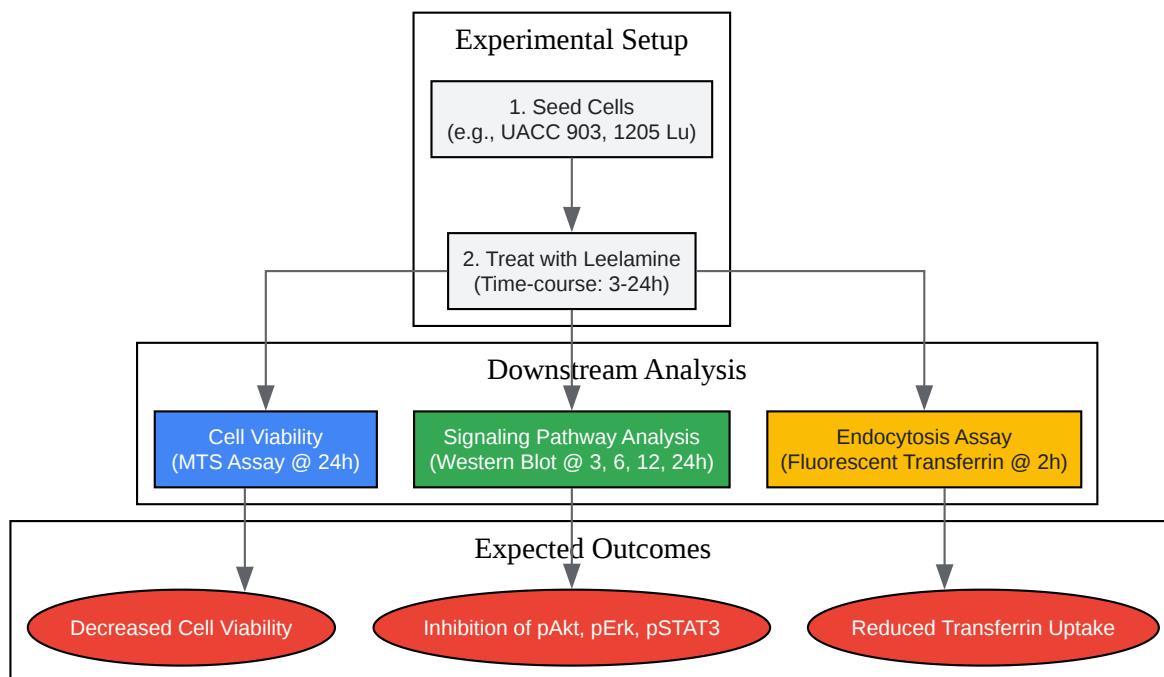 Experimental Setup
1. Seed Cells
(e.g., UACC 903, 1205 Lu)
2. Treat with Leelamine
(Time-course: 3-24h)
Downstream Analysis
Cell Viability
(MTS Assay @ 24h)
Signaling Pathway Analysis
(Western Blot @ 3, 6, 12, 24h)
Endocytosis Assay
(Fluorescent Transferrin @ 2h)
Expected Outcomes
Decreased Cell Viability
Inhibition of pAkt, pErk, pSTAT3
Reduced Transferrin Uptake